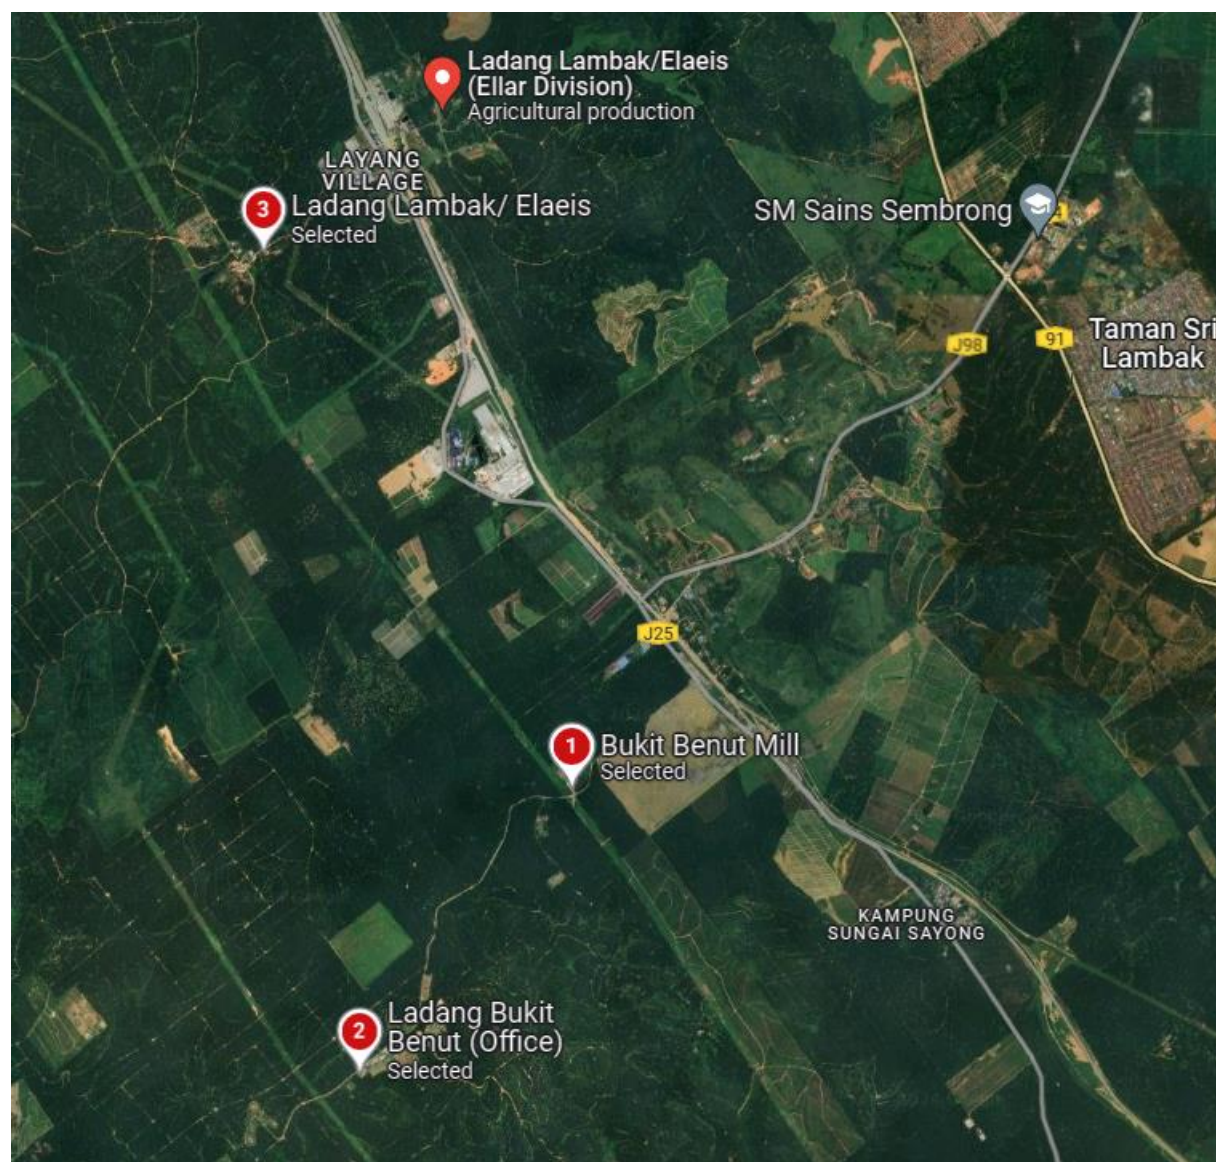 Ladang Lambak/Elaeis
(Ellar Division)
Agricultural production
LAYANG
VILLAGE
3
Ladang Lambak/ Elaeis
Selected
SM Sains Sembrong
J98
91
Taman Sri
Lambak
J25
1
Bukit Benut Mill
Selected
KAMPUNG
SUNGAI SAYONG
2
Ladang Bukit
Benut (Office)
Selected